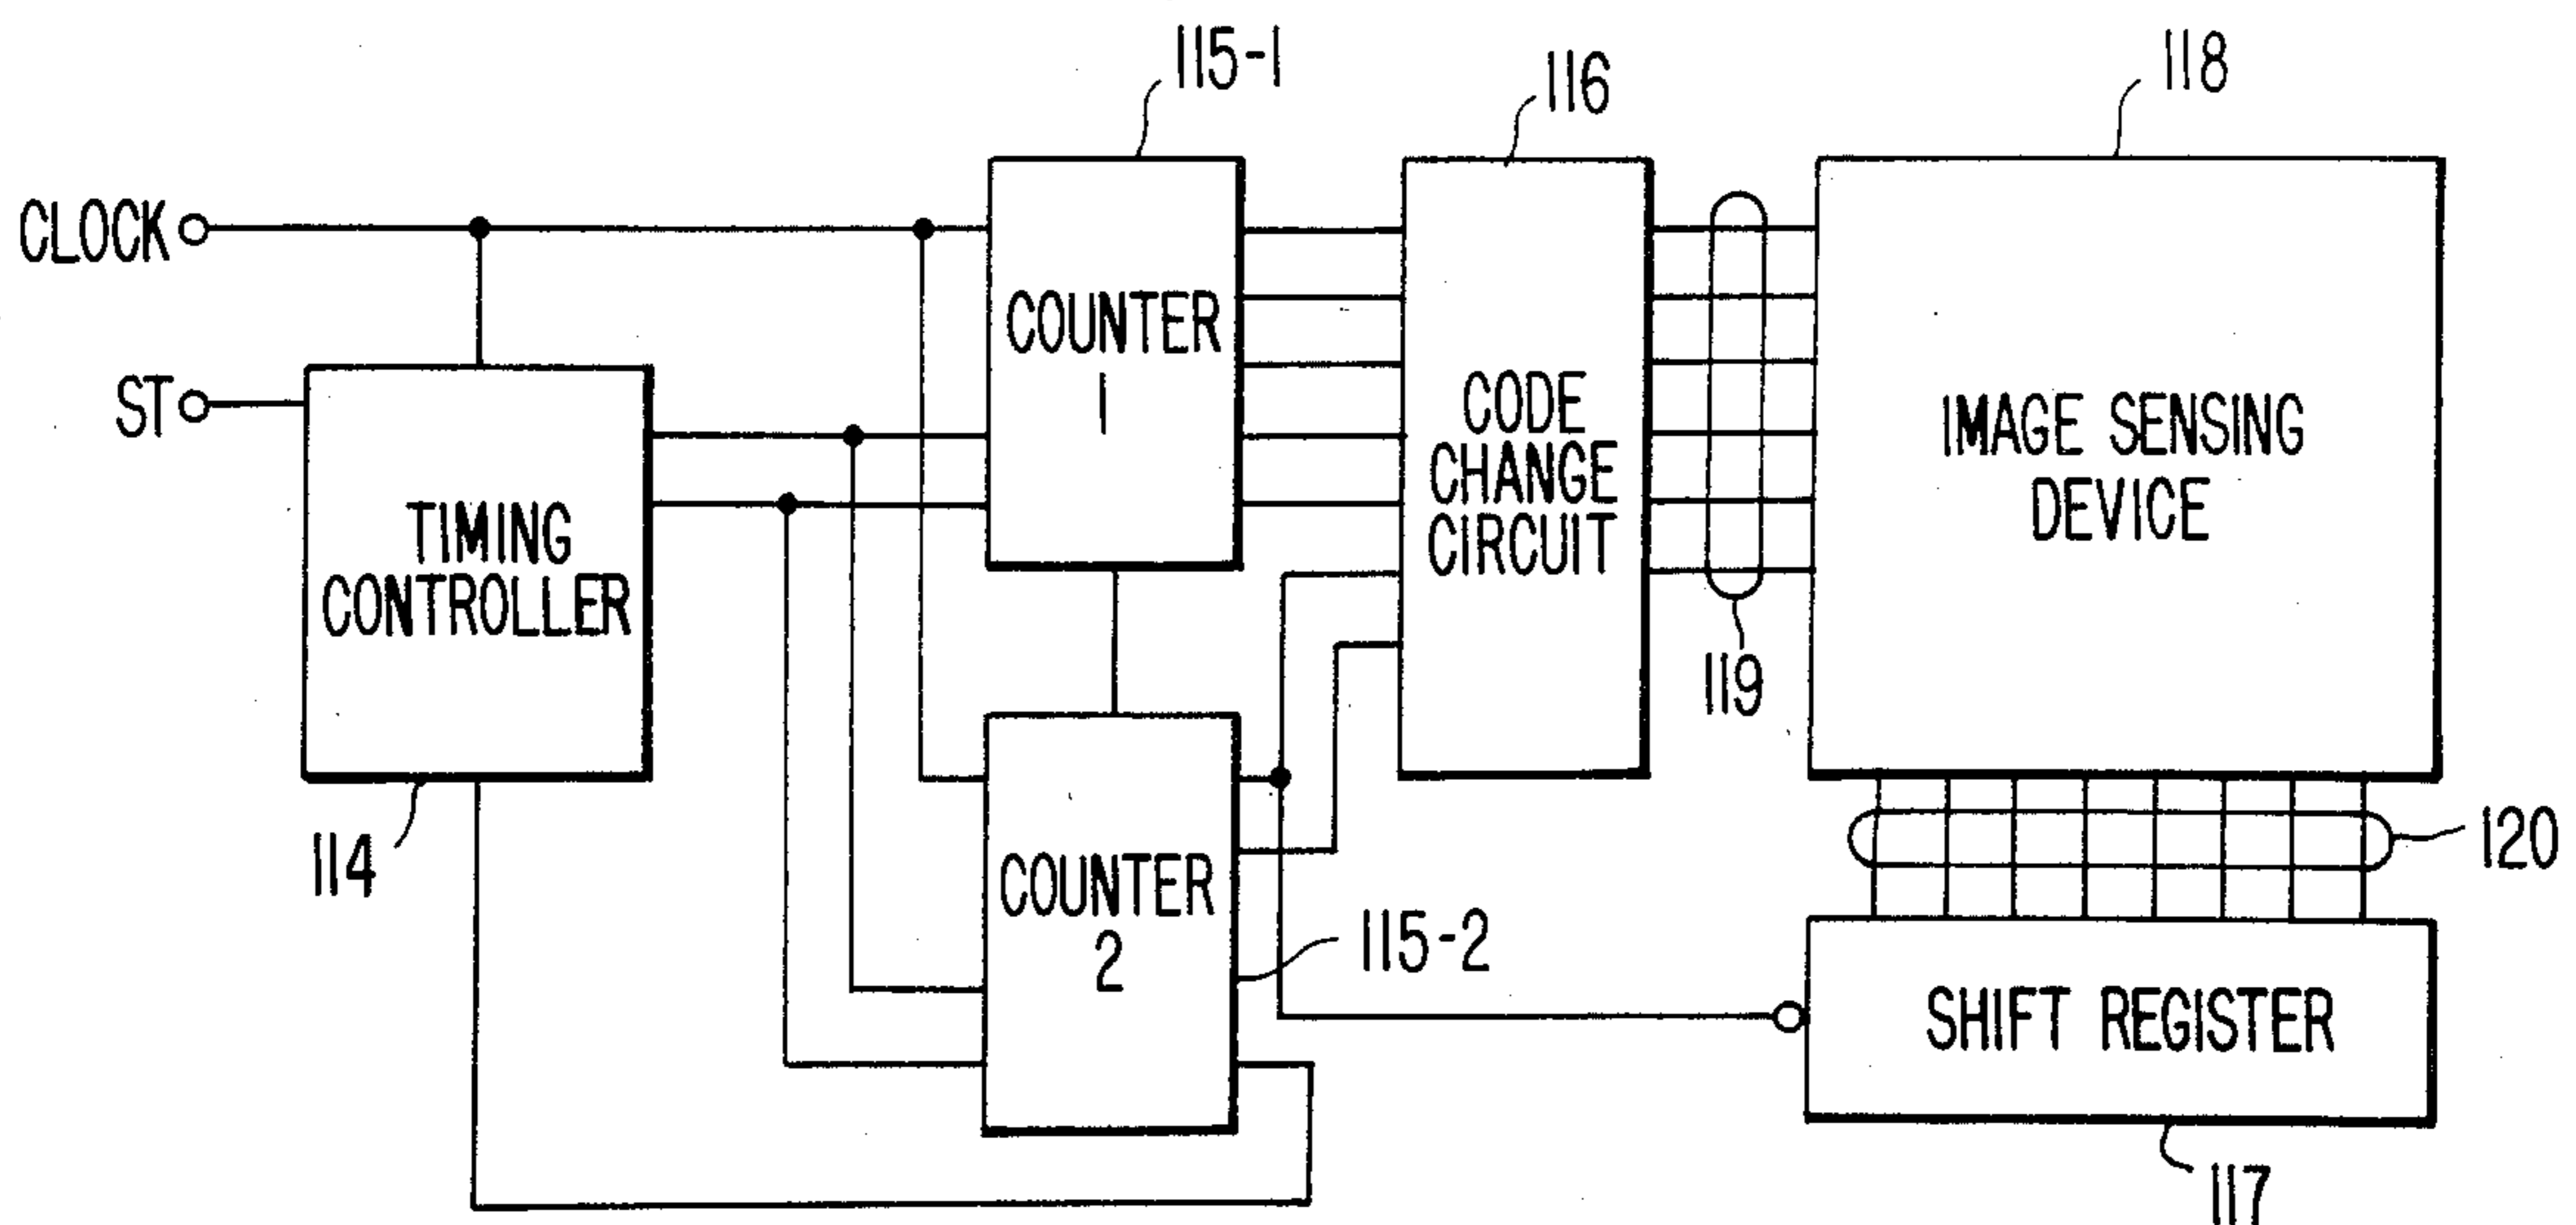 115-1
116
118
CLOCK
ST
COUNTER
1
CODE
CHANGE
CIRCUIT
IMAGE SENSING
DEVICE
TIMING
CONTROLLER
119
114
COUNTER
2
115-2
120
SHIFT REGISTER
117